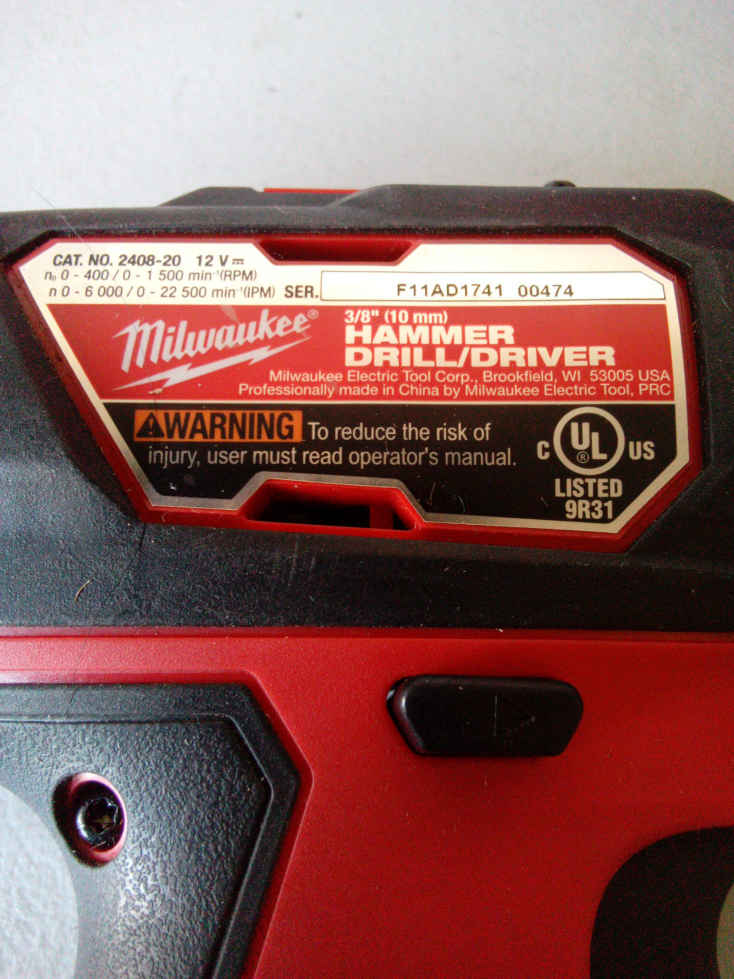 CAT. NO. 2408-20 12 V ⎓
n₀ 0 - 400 / 0 - 1 500 min⁻¹(RPM)
n 0 - 6 000 / 0 - 22 500 min⁻¹(IPM) SER. F11AD1741 00474
Milwaukee®
3/8" (10 mm)
HAMMER
DRILL/DRIVER
Milwaukee Electric Tool Corp., Brookfield, WI 53005 USA
Professionally made in China by Milwaukee Electric Tool, PRC
WARNING To reduce the risk of
injury, user must read operator's manual.
C UL ® US
LISTED
9R31